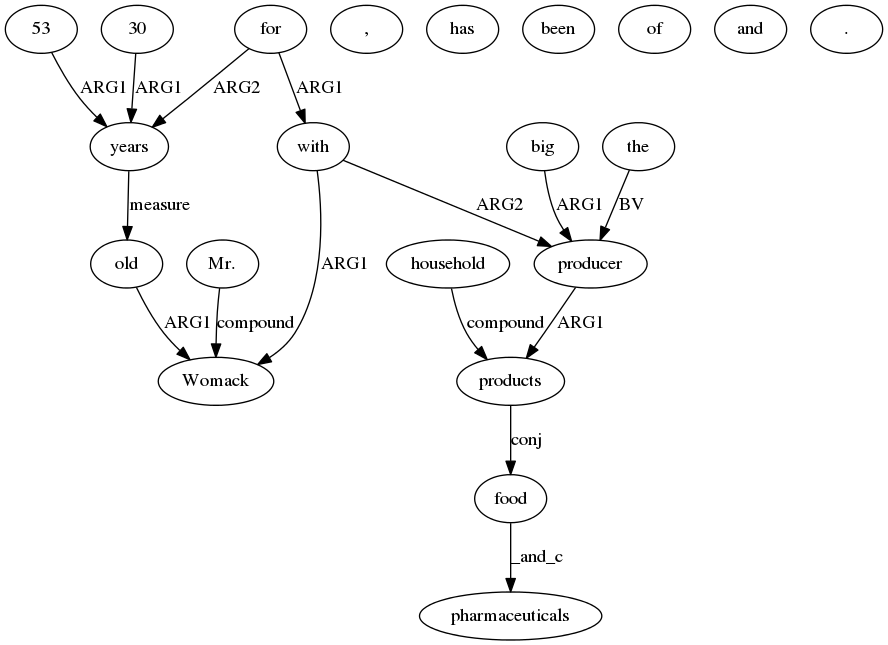 53 30 for , has been of and .
ARG1 ARG1 ARG2 ARG1
years with big the
measure ARG2 ARG1 BV
old Mr. household producer
ARG1 compound ARG1 compound ARG1
Womack products
conj
food
_and_c
pharmaceuticals